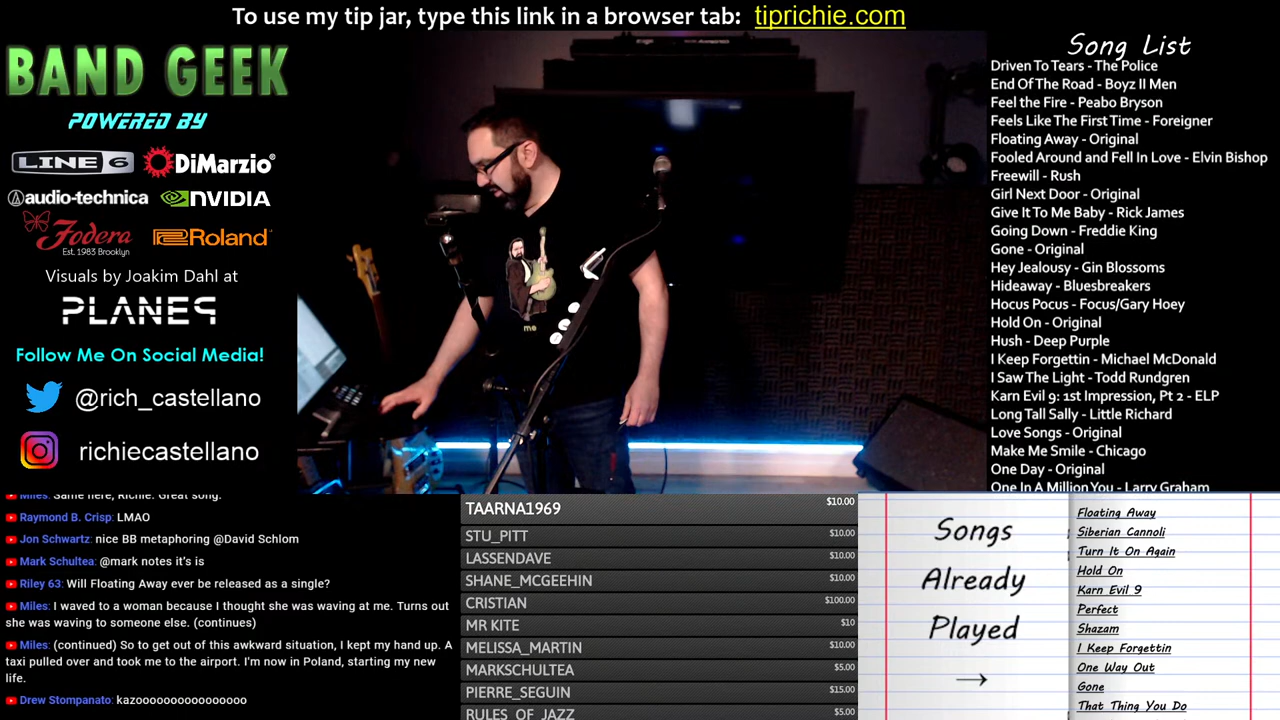 To use my tip jar, type this link in a browser tab: tiprichie.com
BAND GEEK
POWERED BY
LINE 6
DiMarzio®
audio-technica
NVIDIA
Fodera
Est. 1983 Brooklyn
Roland
Visuals by Joakim Dahl at
PLANE9
Follow Me On Social Media!
@rich_castellano
richiecastellano
me
Song List
Driven To Tears - The Police
End Of The Road - Boyz II Men
Feel the Fire - Peabo Bryson
Feels Like The First Time - Foreigner
Floating Away - Original
Fooled Around and Fell In Love - Elvin Bishop
Freewill - Rush
Girl Next Door - Original
Give It To Me Baby - Rick James
Going Down - Freddie King
Gone - Original
Hey Jealousy - Gin Blossoms
Hideaway - Bluesbreakers
Hocus Pocus - Focus/Gary Hoey
Hold On - Original
Hush - Deep Purple
I Keep Forgettin - Michael McDonald
I Saw The Light - Todd Rundgren
Karn Evil 9: 1st Impression, Pt 2 - ELP
Long Tall Sally - Little Richard
Love Songs - Original
Make Me Smile - Chicago
One Day - Original
One In A Million You - Larry Graham
Miles: Same here, Richie. Great song.
Raymond B. Crisp: LMAO
Jon Schwartz: nice BB metaphoring @David Schlom
Mark Schultea: @mark notes it's is
Riley 63: Will Floating Away ever be released as a single?
Miles: I waved to a woman because I thought she was waving at me. Turns out
she was waving to someone else. (continues)
Miles: (continued) So to get out of this awkward situation, I kept my hand up. A
taxi pulled over and took me to the airport. I'm now in Poland, starting my new
life.
Drew Stompanato: kazooooooooooooooooo
TAARNA1969 $10.00
STU_PITT $10.00
LASSENDAVE $10.00
SHANE_MCGEEHIN $10.00
CRISTIAN $100.00
MR KITE $10
MELISSA_MARTIN $10.00
MARKSCHULTEA $5.00
PIERRE_SEGUIN $15.00
RULES_OF_JAZZ $5.00
Songs
Already
Played
→
Floating Away
Siberian Cannoli
Turn It On Again
Hold On
Karn Evil 9
Perfect
Shazam
I Keep Forgettin
One Way Out
Gone
That Thing You Do